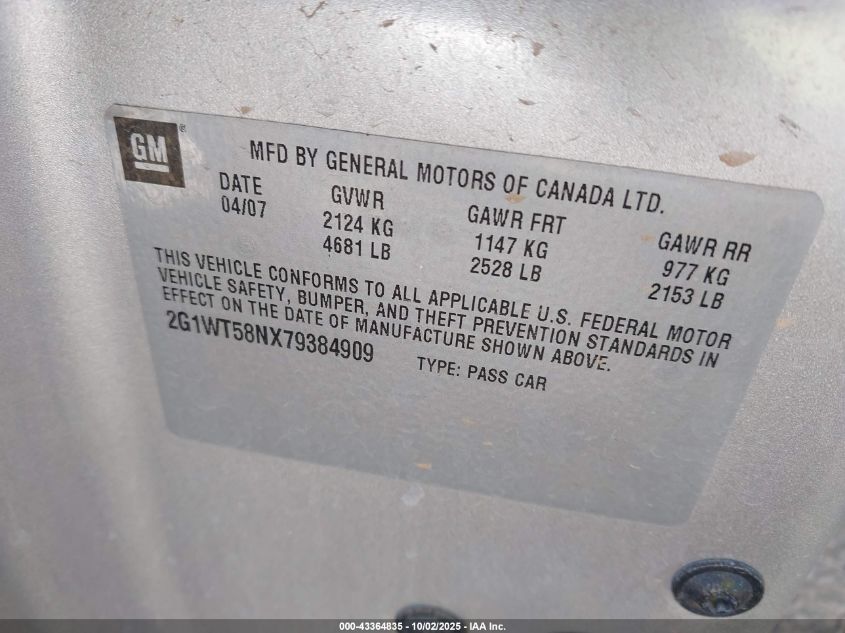 GM®
MFD BY GENERAL MOTORS OF CANADA LTD.
DATE GVWR GAWR FRT GAWR RR
04/07 2124 KG 1147 KG 977 KG
4681 LB 2528 LB 2153 LB
THIS VEHICLE CONFORMS TO ALL APPLICABLE U.S. FEDERAL MOTOR
VEHICLE SAFETY, BUMPER, AND THEFT PREVENTION STANDARDS IN
EFFECT ON THE DATE OF MANUFACTURE SHOWN ABOVE.
2G1WT58NX79384909 TYPE: PASS CAR
000-43364835 - 10/02/2025 - IAA Inc.